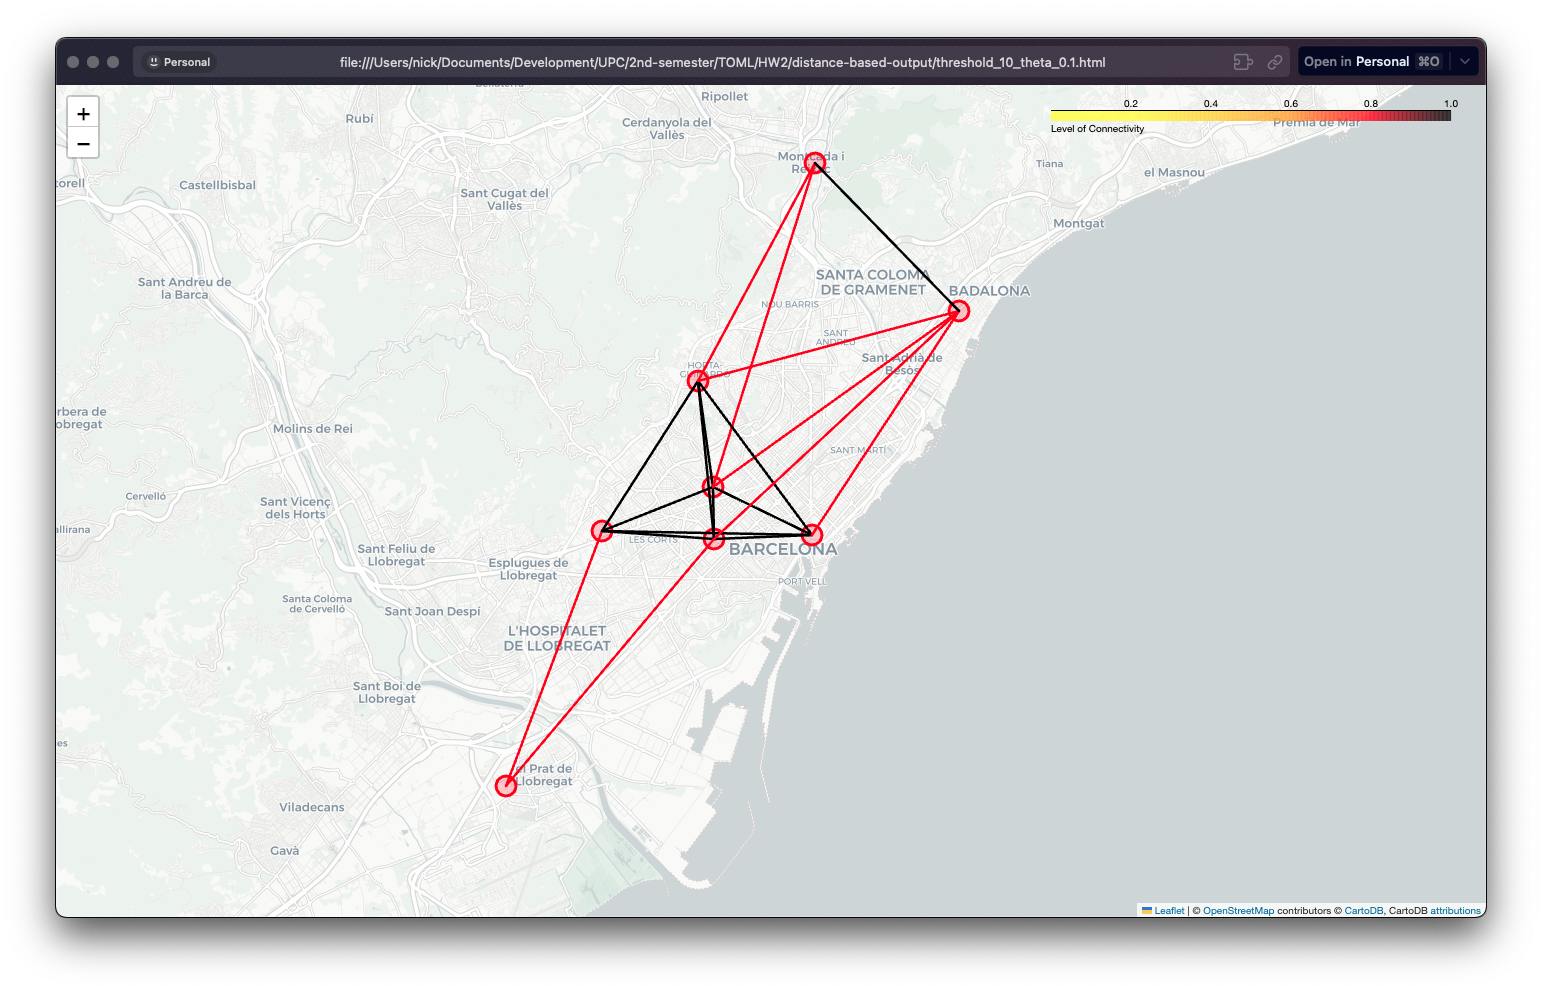 Personal
file:///Users/nick/Documents/Development/UPC/2nd-semester/TOML/HW2/distance-based-output/threshold_10_theta_0.1.html
Open in Personal ⌘O
+
−
0.2 0.4 0.6 0.8 1.0
Level of Connectivity
Ripollet
Rubí
Cerdanyola del
Vallès
Premià de Mar
Montcada i
Reixac
Tiana
el Masnou
torell
Castellbisbal
Sant Cugat del
Vallès
Montgat
Sant Andreu de
la Barca
SANTA COLOMA
DE GRAMENET
BADALONA
NOU BARRIS
SANT
ANDREU
Sant Adrià de
Besòs
HORTA-
GUINARDÓ
rbera de
obregat
Molins de Rei
SANT MARTÍ
Cervelló
Sant Vicenç
dels Horts
allirana
LES CORTS
BARCELONA
Sant Feliu de
Llobregat
Esplugues de
Llobregat
PORT VELL
Santa Coloma
de Cervelló
Sant Joan Despí
L'HOSPITALET
DE LLOBREGAT
Sant Boi de
Llobregat
es
el Prat de
Llobregat
Viladecans
Gavà
Leaflet | © OpenStreetMap contributors © CartoDB, CartoDB attributions